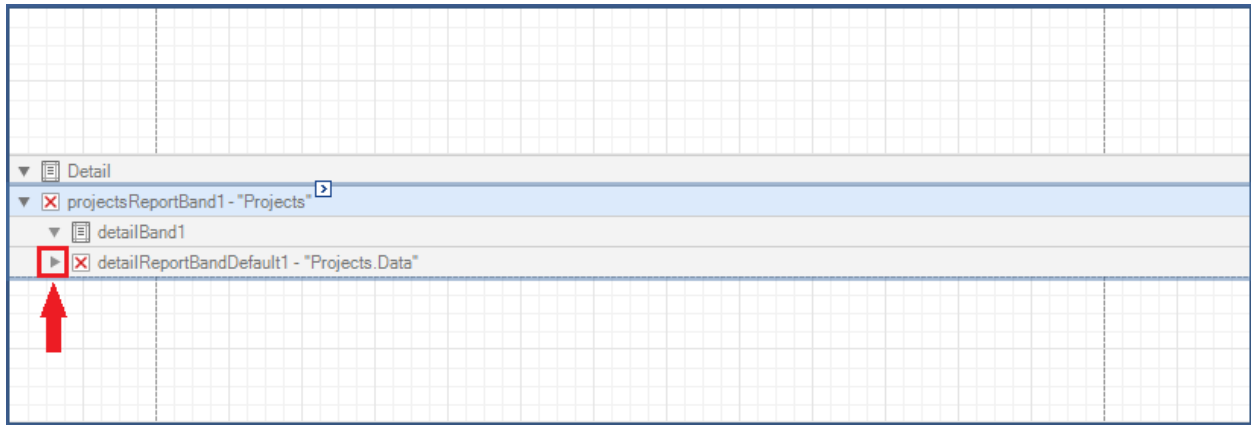 Detail
projectsReportBand1 - "Projects"
detailBand1
detailReportBandDefault1 - "Projects.Data"